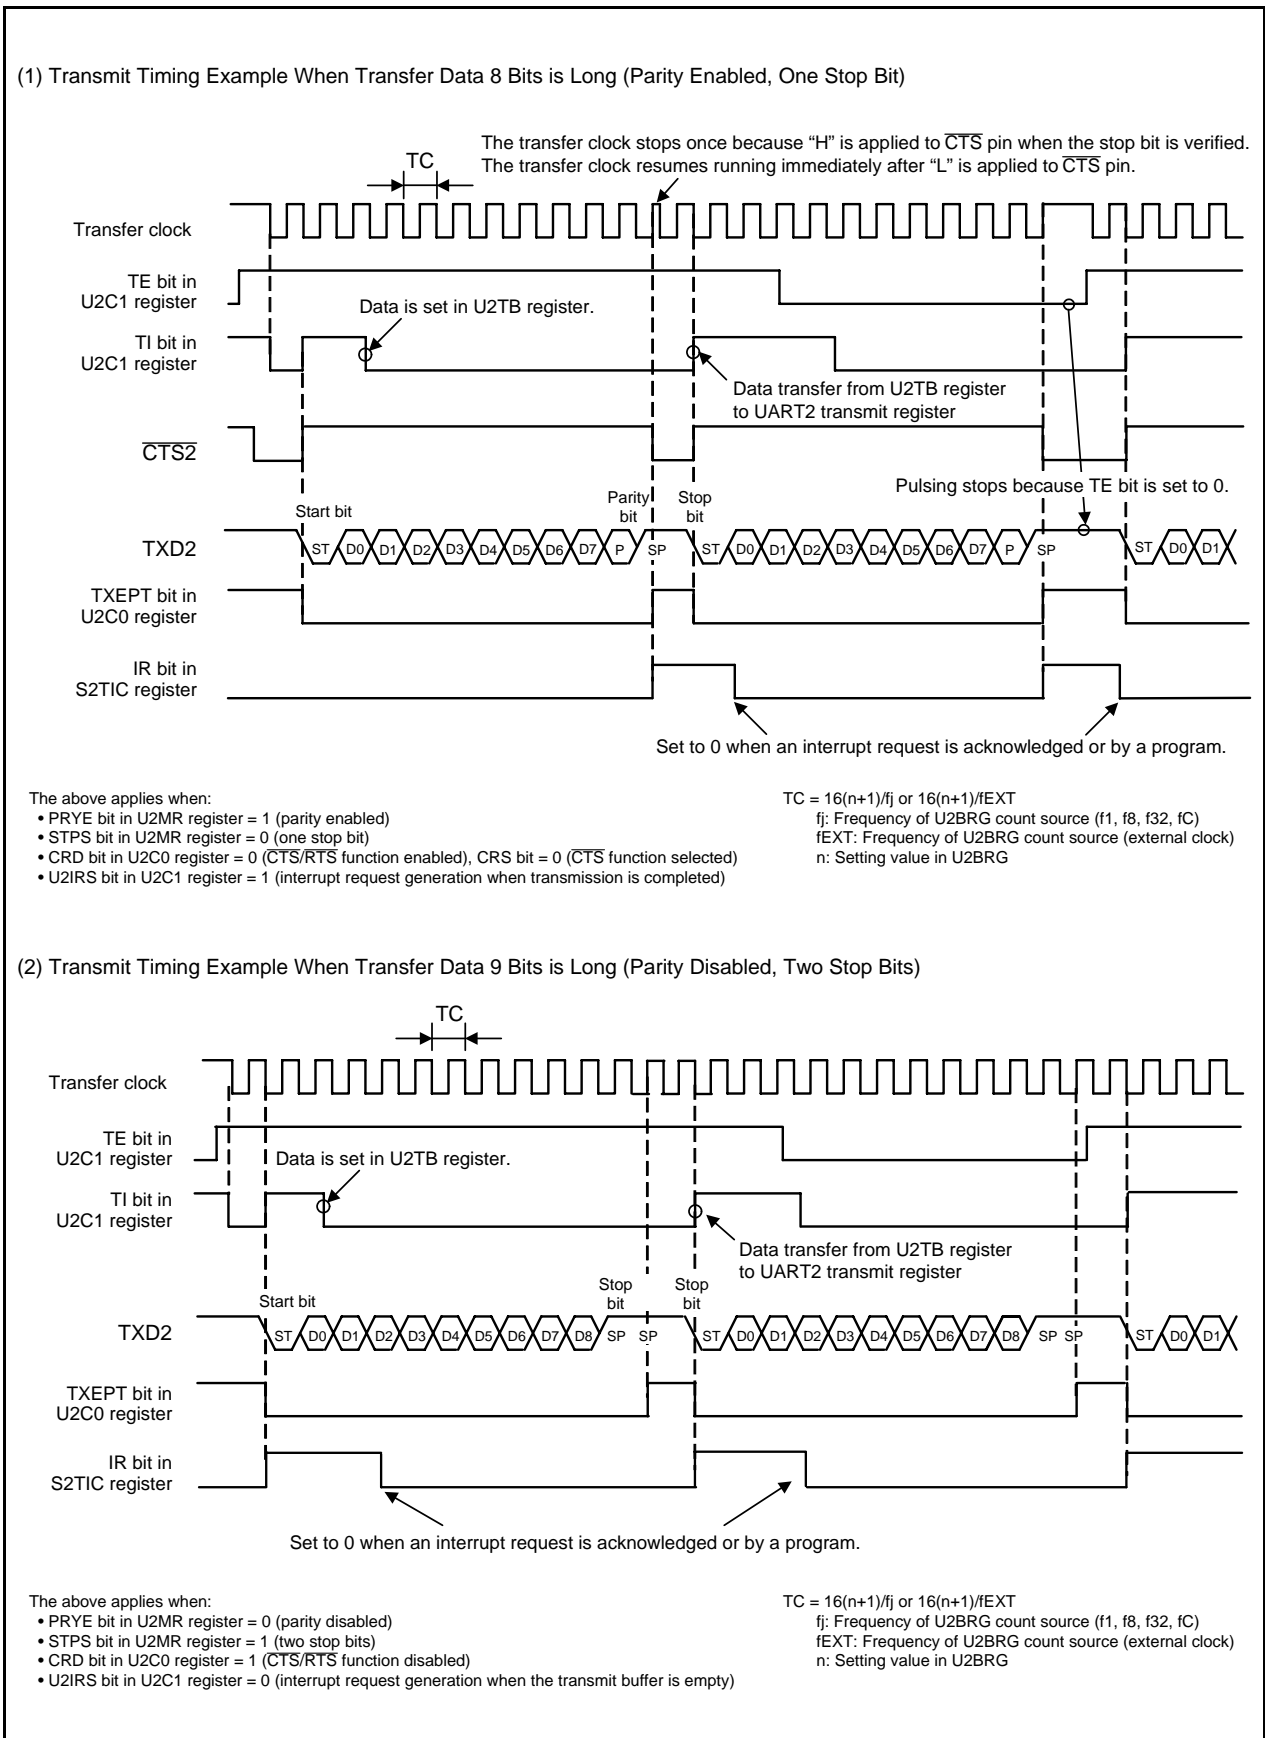 (1) Transmit Timing Example When Transfer Data 8 Bits is Long (Parity Enabled, One Stop Bit)
The transfer clock stops once because “H” is applied to CTS pin when the stop bit is verified.
The transfer clock resumes running immediately after “L” is applied to CTS pin.
TC
Transfer clock
TE bit in
U2C1 register
Data is set in U2TB register.
TI bit in
U2C1 register
Data transfer from U2TB register
to UART2 transmit register
CTS2
Pulsing stops because TE bit is set to 0.
Start bit
Parity
bit
Stop
bit
TXD2
ST D0 D1 D2 D3 D4 D5 D6 D7 P SP ST D0 D1 D2 D3 D4 D5 D6 D7 P SP ST D0 D1
TXEPT bit in
U2C0 register
IR bit in
S2TIC register
Set to 0 when an interrupt request is acknowledged or by a program.
The above applies when:
• PRYE bit in U2MR register = 1 (parity enabled)
• STPS bit in U2MR register = 0 (one stop bit)
• CRD bit in U2C0 register = 0 (CTS/RTS function enabled), CRS bit = 0 (CTS function selected)
• U2IRS bit in U2C1 register = 1 (interrupt request generation when transmission is completed)
TC = 16(n+1)/fj or 16(n+1)/fEXT
fj: Frequency of U2BRG count source (f1, f8, f32, fC)
fEXT: Frequency of U2BRG count source (external clock)
n: Setting value in U2BRG
(2) Transmit Timing Example When Transfer Data 9 Bits is Long (Parity Disabled, Two Stop Bits)
TC
Transfer clock
TE bit in
U2C1 register
Data is set in U2TB register.
TI bit in
U2C1 register
Data transfer from U2TB register
to UART2 transmit register
Start bit
Stop
bit
Stop
bit
TXD2
ST D0 D1 D2 D3 D4 D5 D6 D7 D8 SP SP ST D0 D1 D2 D3 D4 D5 D6 D7 D8 SP SP ST D0 D1
TXEPT bit in
U2C0 register
IR bit in
S2TIC register
Set to 0 when an interrupt request is acknowledged or by a program.
The above applies when:
• PRYE bit in U2MR register = 0 (parity disabled)
• STPS bit in U2MR register = 1 (two stop bits)
• CRD bit in U2C0 register = 1 (CTS/RTS function disabled)
• U2IRS bit in U2C1 register = 0 (interrupt request generation when the transmit buffer is empty)
TC = 16(n+1)/fj or 16(n+1)/fEXT
fj: Frequency of U2BRG count source (f1, f8, f32, fC)
fEXT: Frequency of U2BRG count source (external clock)
n: Setting value in U2BRG